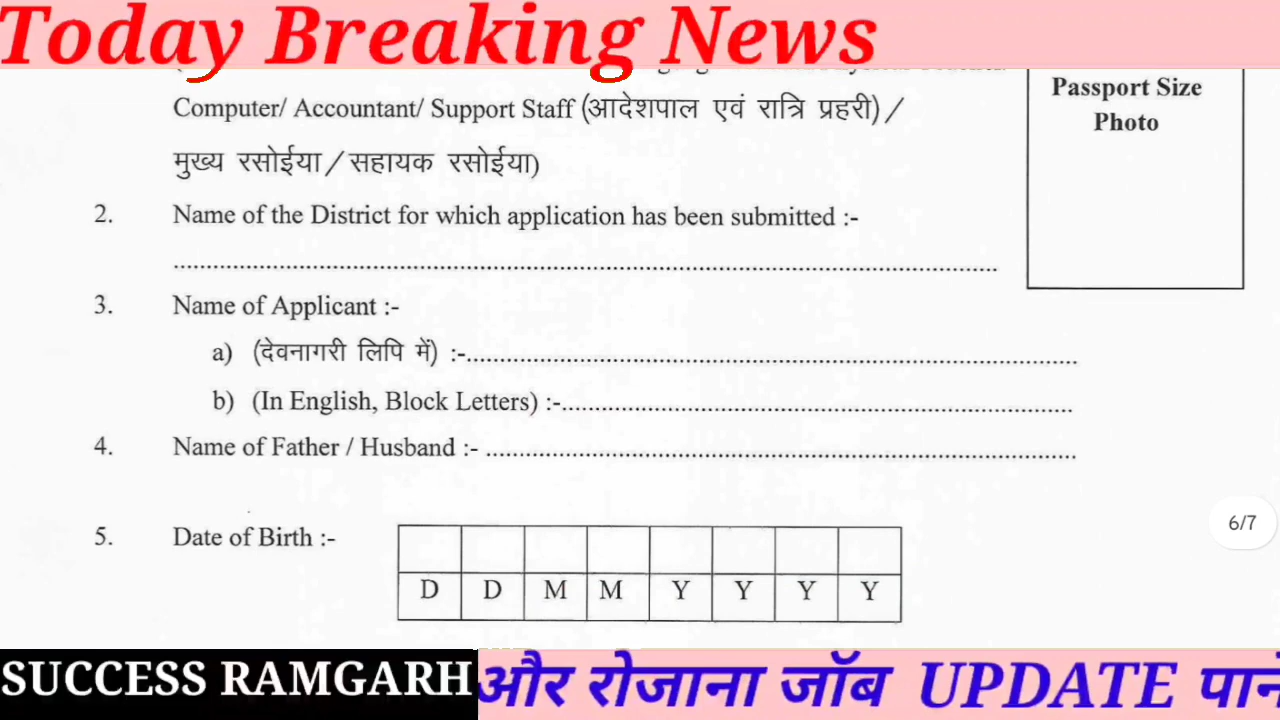 Today Breaking News
Computer/ Accountant/ Support Staff (आदेशपाल एवं रात्रि प्रहरी) /
मुख्य रसोईया / सहायक रसोईया)
Passport Size
Photo
2. Name of the District for which application has been submitted :-
3. Name of Applicant :-
a) (देवनागरी लिपि में) :-
b) (In English, Block Letters) :-
4. Name of Father / Husband :-
5. Date of Birth :-
D D M M Y Y Y Y
6/7
SUCCESS RAMGARH और रोजाना जॉब UPDATE पाने